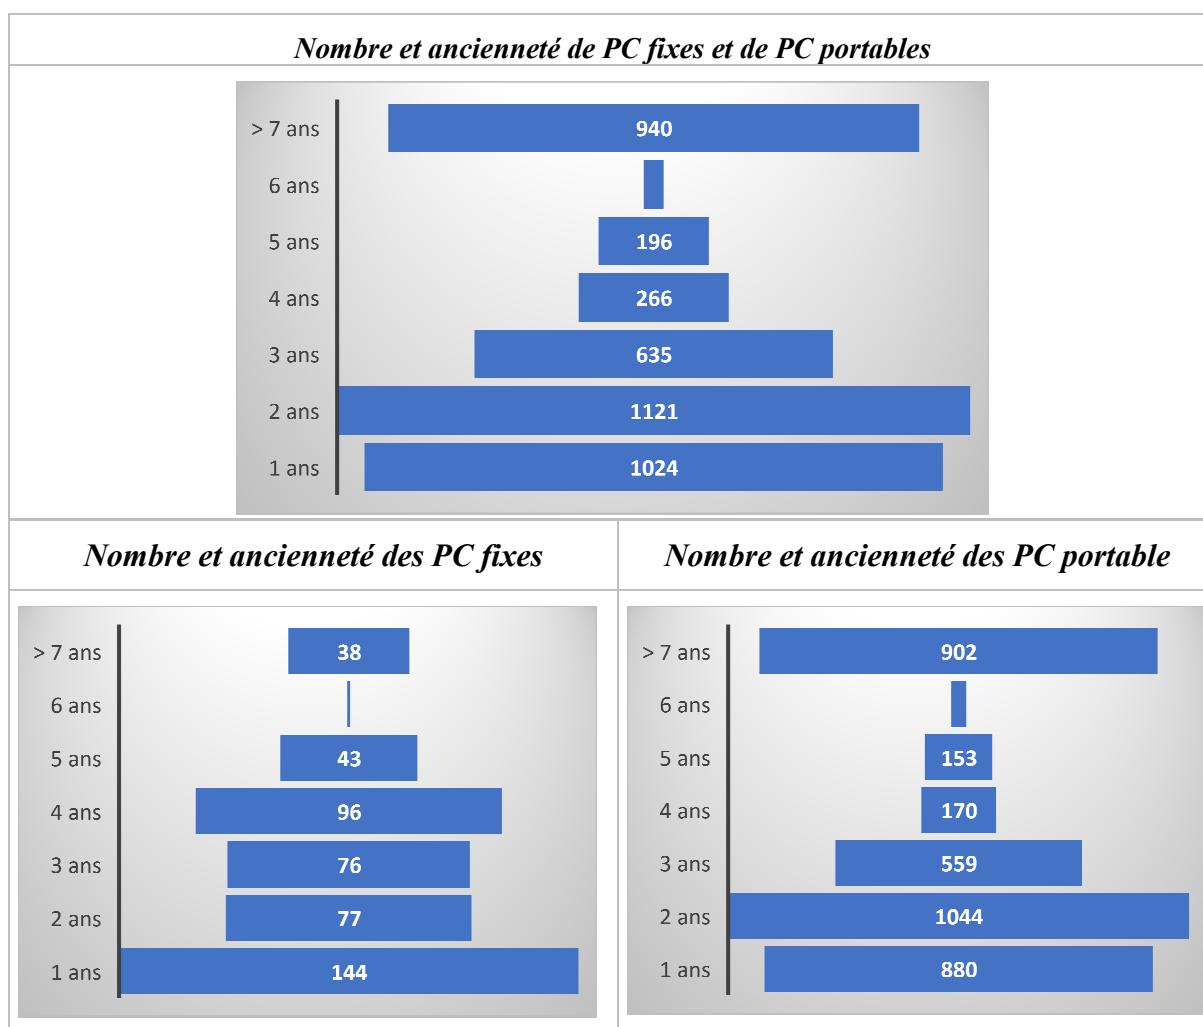 Nombre et ancienneté de PC fixes et de PC portables
> 7 ans 940
6 ans
5 ans 196
4 ans 266
3 ans 635
2 ans 1121
1 ans 1024
Nombre et ancienneté des PC fixes
> 7 ans 38
6 ans
5 ans 43
4 ans 96
3 ans 76
2 ans 77
1 ans 144
Nombre et ancienneté des PC portable
> 7 ans 902
6 ans
5 ans 153
4 ans 170
3 ans 559
2 ans 1044
1 ans 880